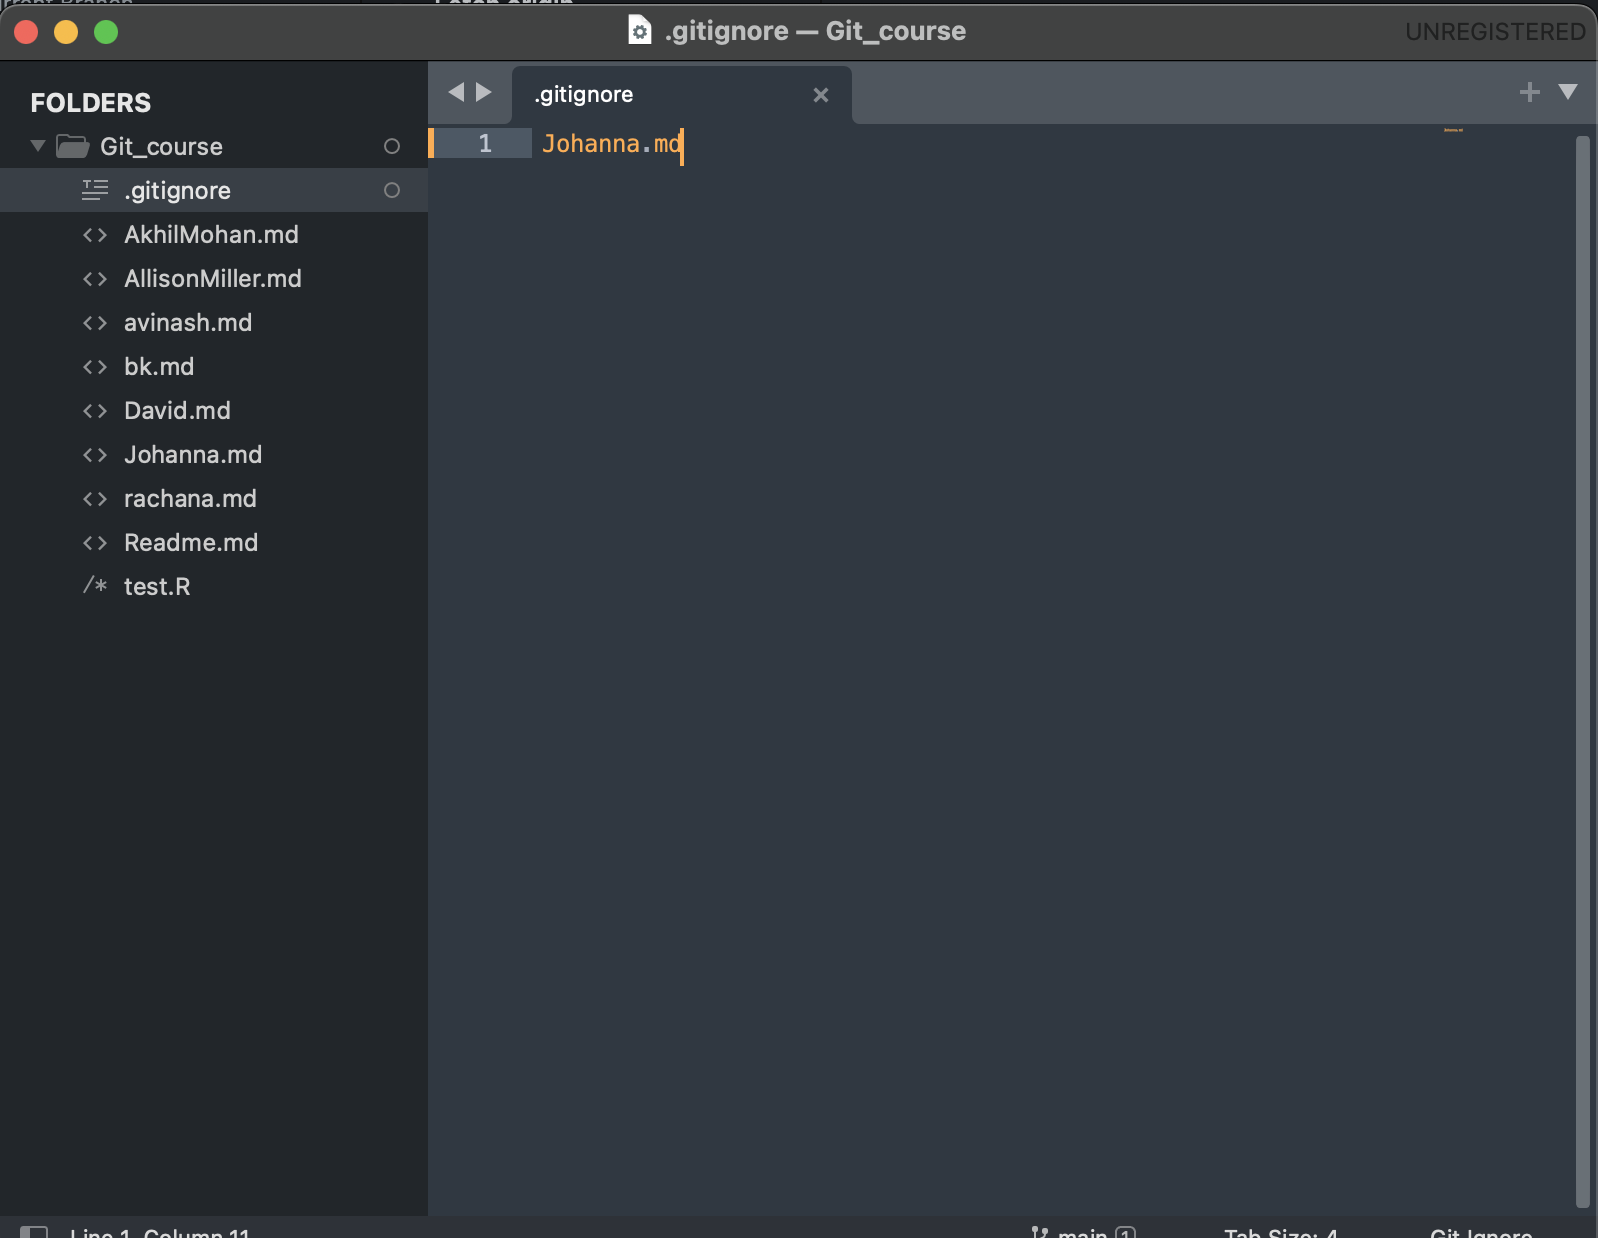 .gitignore — Git_course
UNREGISTERED
FOLDERS
Git_course
.gitignore
AkhilMohan.md
AllisonMiller.md
avinash.md
bk.md
David.md
Johanna.md
rachana.md
Readme.md
/* test.R
.gitignore
1 Johanna.md
Line 1, Column 11
main 1
Tab Size: 4
Git Ignore